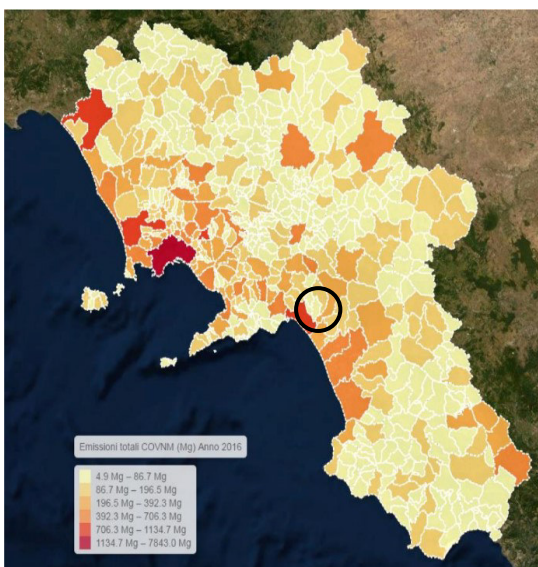 Emissioni totali COVNM (Mg) Anno 2016
4.9 Mg – 86.7 Mg
86.7 Mg – 196.5 Mg
196.5 Mg – 392.3 Mg
392.3 Mg – 706.3 Mg
706.3 Mg – 1134.7 Mg
1134.7 Mg – 7843.0 Mg